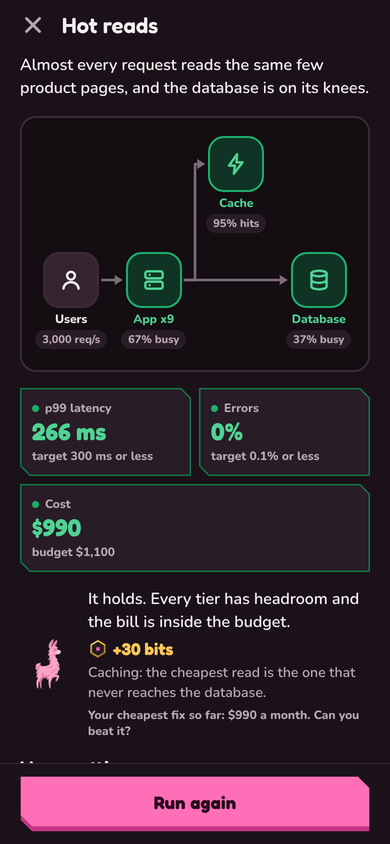 Hot reads
Almost every request reads the same few
product pages, and the database is on its knees.
Cache
95% hits
Users
App x9
Database
3,000 req/s
67% busy
37% busy
p99 latency
266 ms
target 300 ms or less
Errors
0%
target 0.1% or less
Cost
$990
budget $1,100
It holds. Every tier has headroom and
the bill is inside the budget.
+30 bits
Caching: the cheapest read is the one that
never reaches the database.
Your cheapest fix so far: $990 a month. Can you
beat it?
Run again